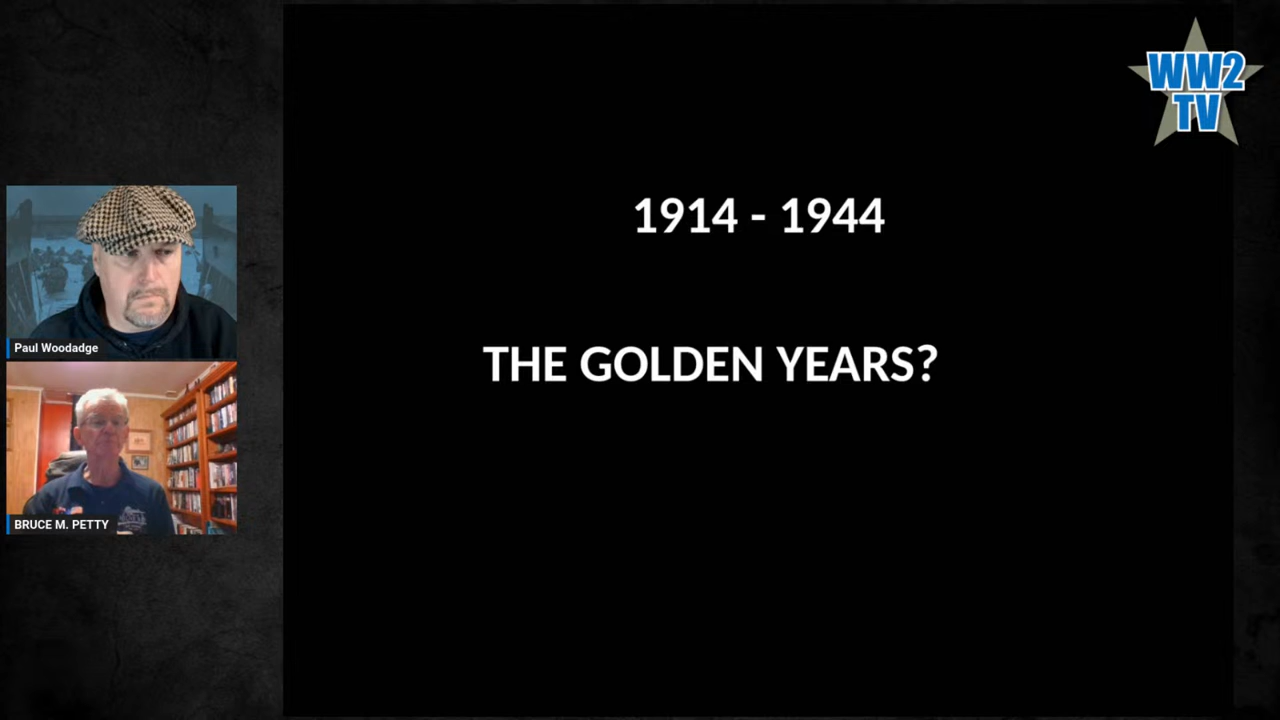 WW2
TV
1914 - 1944
THE GOLDEN YEARS?
Paul Woodadge
BRUCE M. PETTY